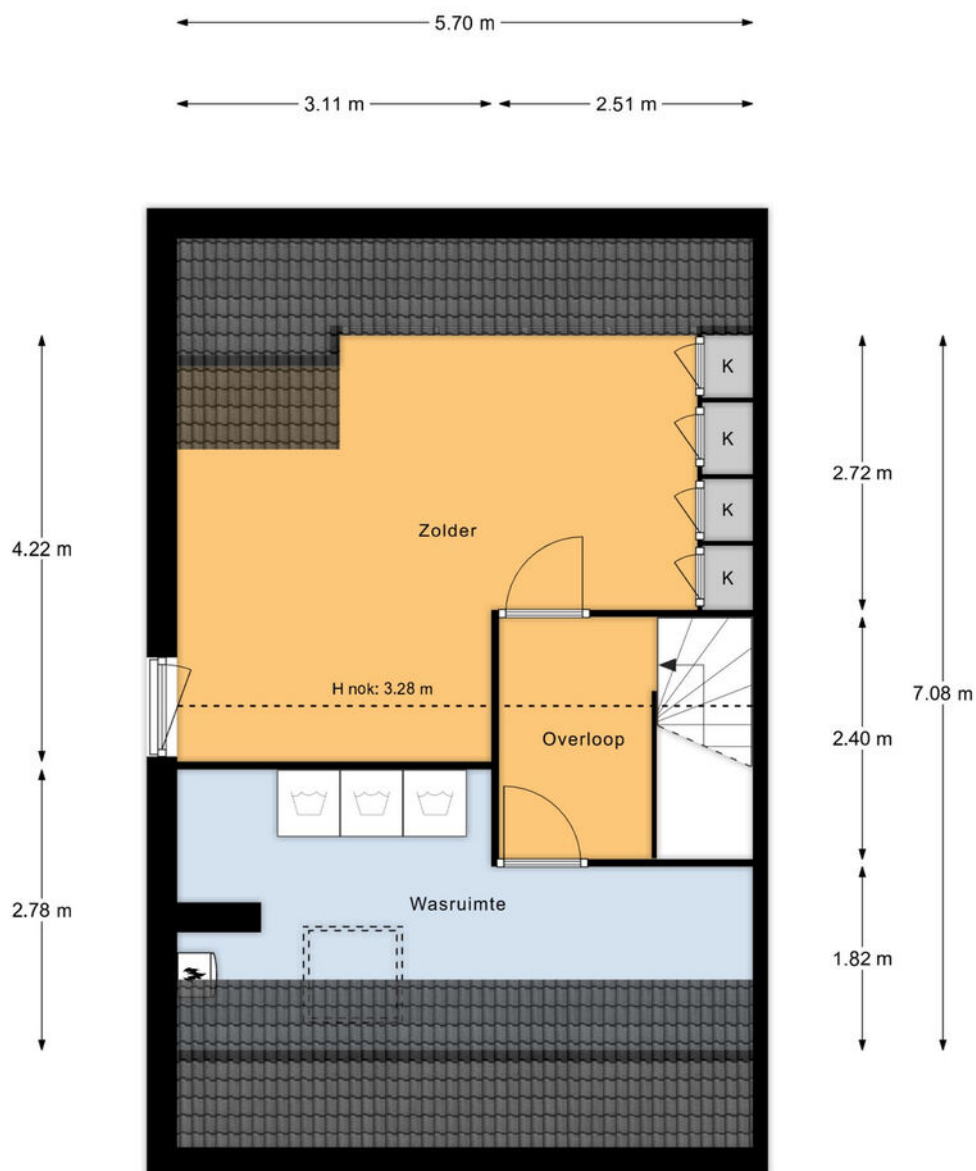 5.70 m
3.11 m
2.51 m
K
K
2.72 m
4.22 m
Zolder
K
K
H nok: 3.28 m
7.08 m
Overloop
2.40 m
Wasruimte
2.78 m
1.82 m